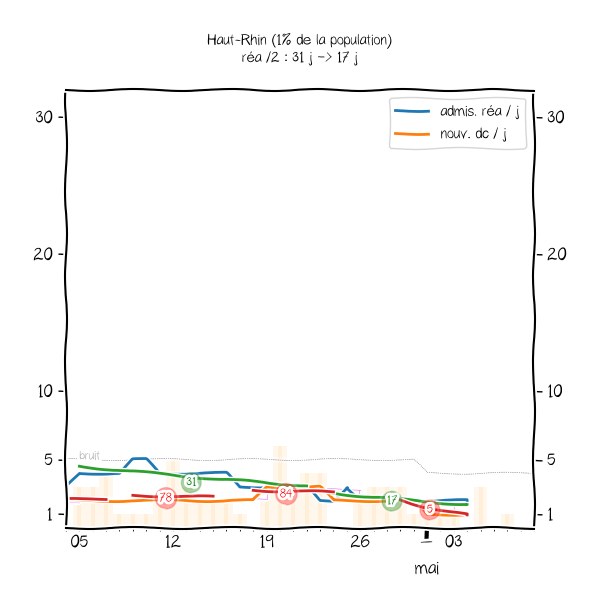 Haut-Rhin (1% de la population)
réa /2 : 31 j -> 17 j
admis. réa / j
nouv. dc / j
30 30
20 20
10 10
5 bruit 5
31 78 84 17 5
1 1
05 12 19 26 03
mai